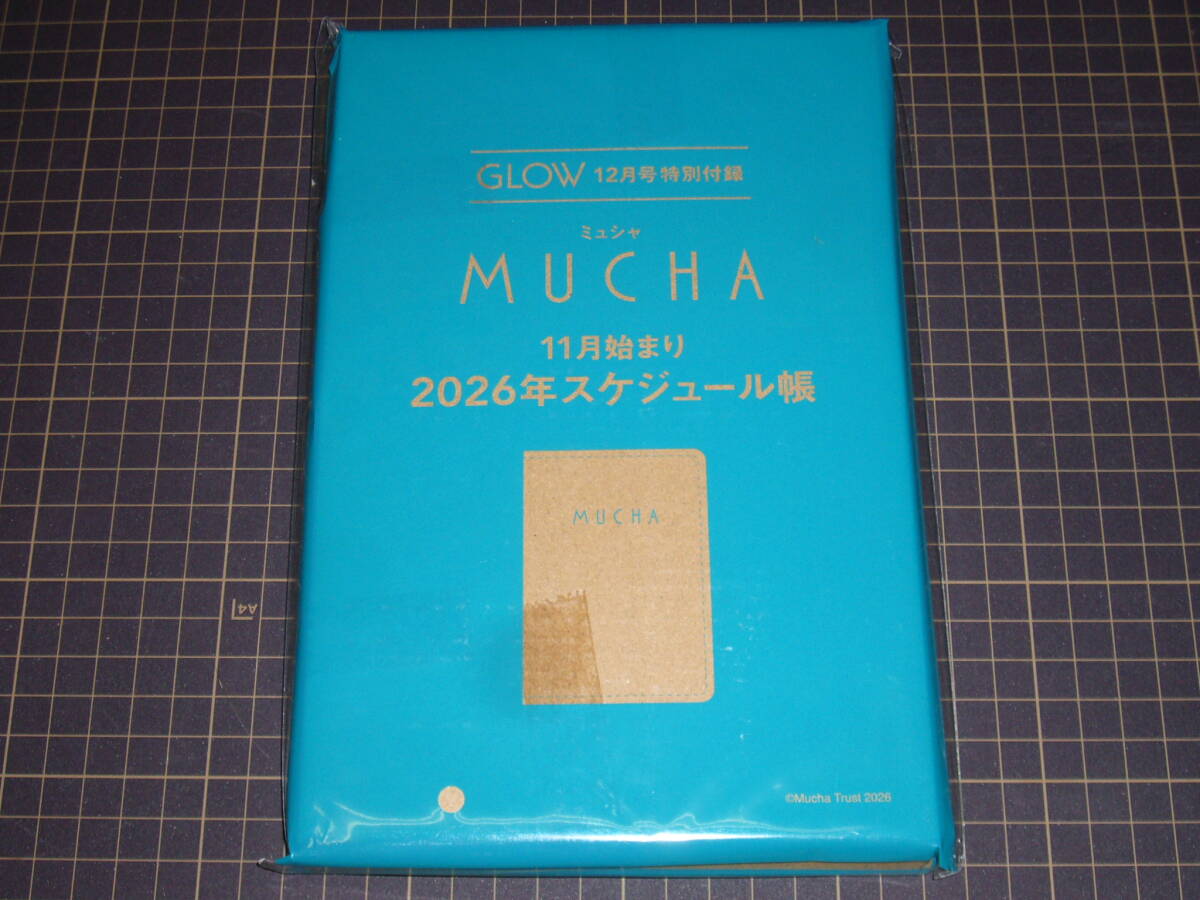 GLOW 12月号 特別付録
ミュシャ
MUCHA
11月始まり
2026年スケジュール帳
MUCHA
A4
©Mucha Trust 2026